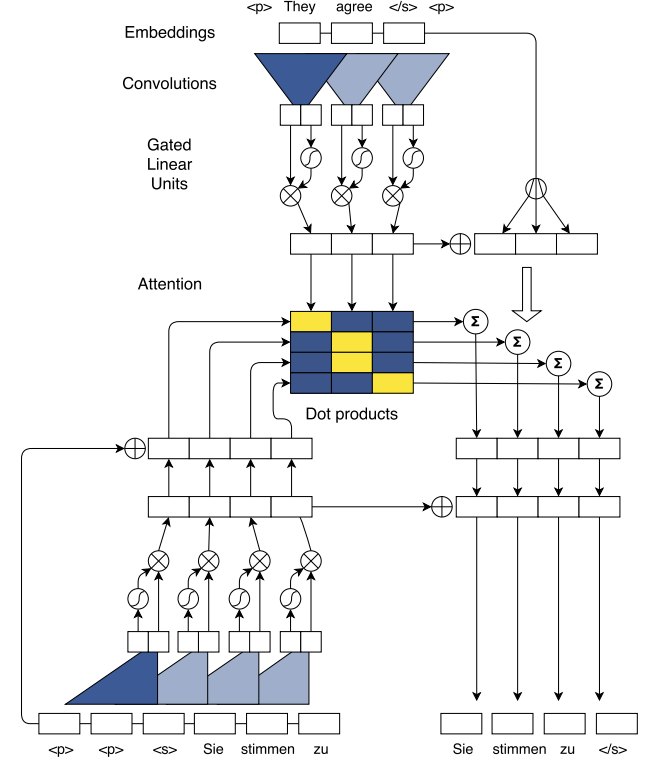 <p> They agree </s> <p>
Embeddings
Convolutions
Gated
Linear
Units
Attention
Σ
Σ
Σ
Σ
Dot products
<p> <p> <s> Sie stimmen zu
Sie stimmen zu </s>